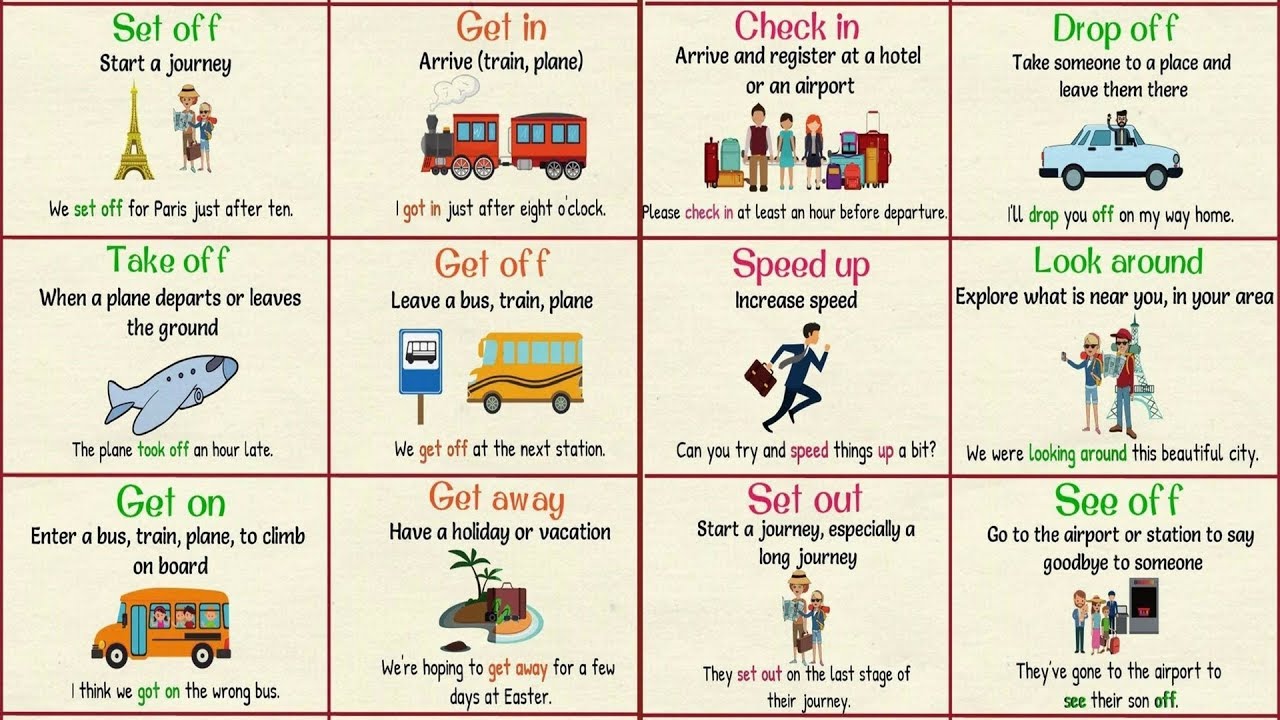 Set off
Start a journey
We set off for Paris just after ten.
Get in
Arrive (train, plane)
I got in just after eight o'clock.
Check in
Arrive and register at a hotel
or an airport
Please check in at least an hour before departure.
Drop off
Take someone to a place and
leave them there
I'll drop you off on my way home.
Take off
When a plane departs or leaves
the ground
The plane took off an hour late.
Get off
Leave a bus, train, plane
We get off at the next station.
Speed up
Increase speed
Can you try and speed things up a bit?
Look around
Explore what is near you, in your area
We were looking around this beautiful city.
Get on
Enter a bus, train, plane, to climb
on board
I think we got on the wrong bus.
Get away
Have a holiday or vacation
We're hoping to get away for a few
days at Easter.
Set out
Start a journey, especially a
long journey
They set out on the last stage of
their journey.
See off
Go to the airport or station to say
goodbye to someone
They've gone to the airport to
see their son off.